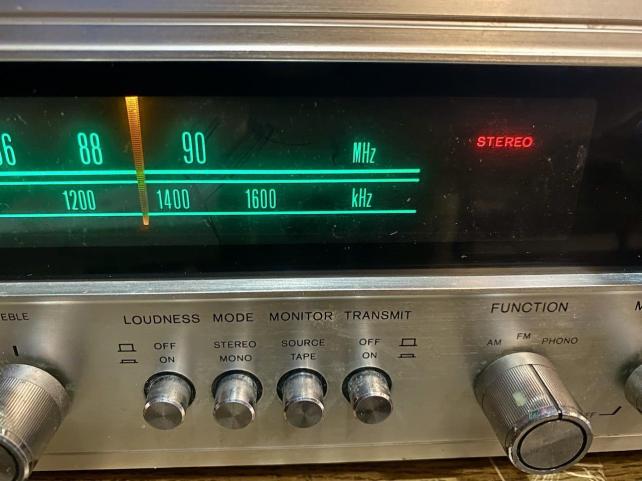 88 90 MHz
1200 1400 1600 kHz
STEREO
LOUDNESS MODE MONITOR TRANSMIT
OFF STEREO SOURCE OFF
ON MONO TAPE ON
FUNCTION
AM FM PHONO